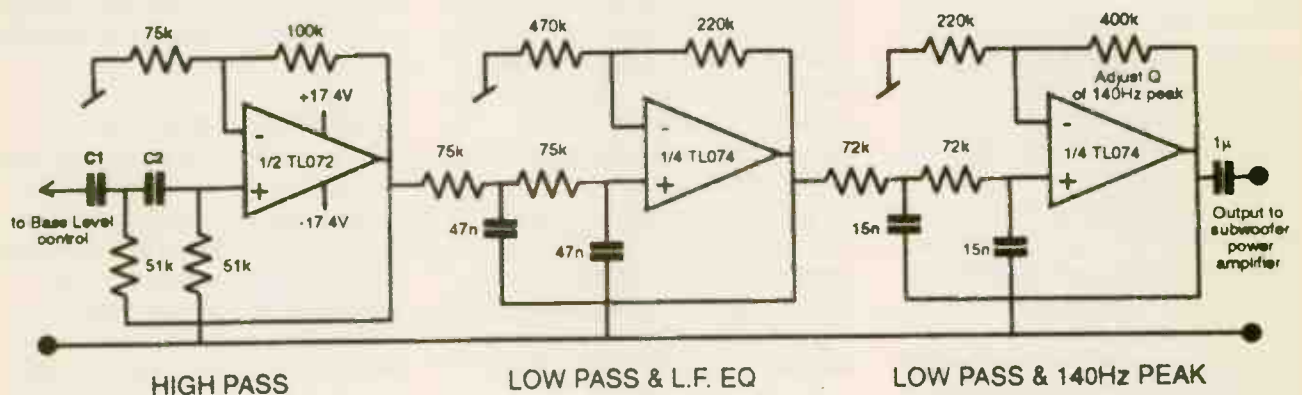 75k
100k
+17 4V
-
1/2 TL072
+
-17 4V
C1
C2
to Bass Level
control
51k
51k
HIGH PASS
470k
220k
-
1/4 TL074
+
75k
75k
47n
47n
LOW PASS & L.F. EQ
220k
400k
Adjust Q
of 140Hz peak
-
1/4 TL074
+
72k
72k
15n
15n
1µ
Output to
subwoofer
power
amplifier
LOW PASS & 140Hz PEAK